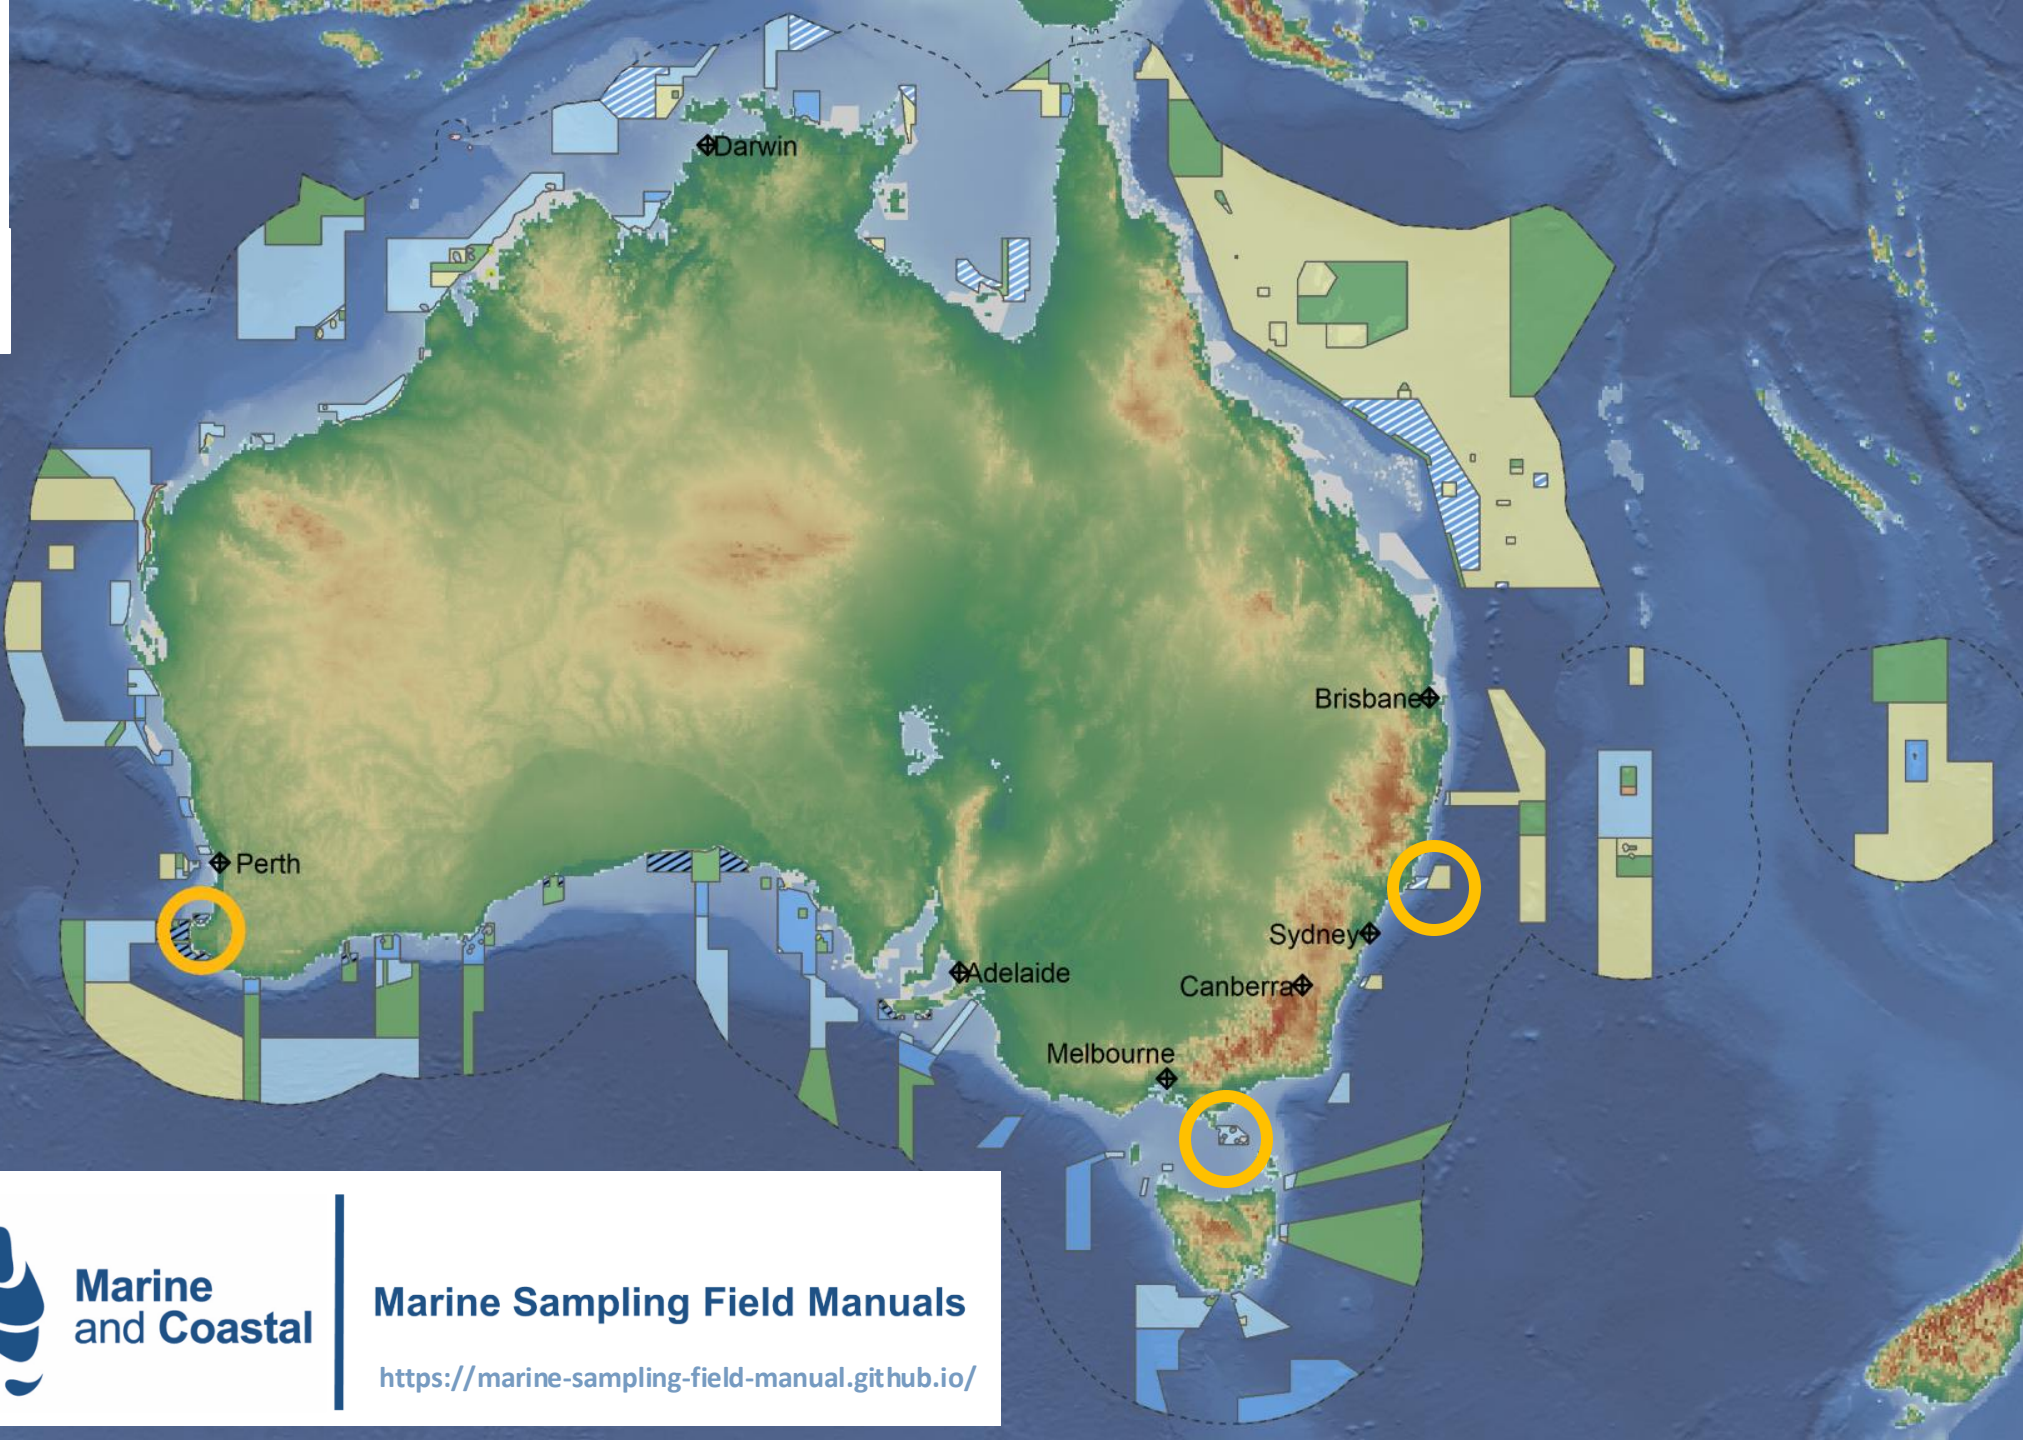 Darwin
Brisbane
Perth
Sydney
Adelaide
Canberra
Melbourne
Marine
and Coastal
Marine Sampling Field Manuals
https://marine-sampling-field-manual.github.io/